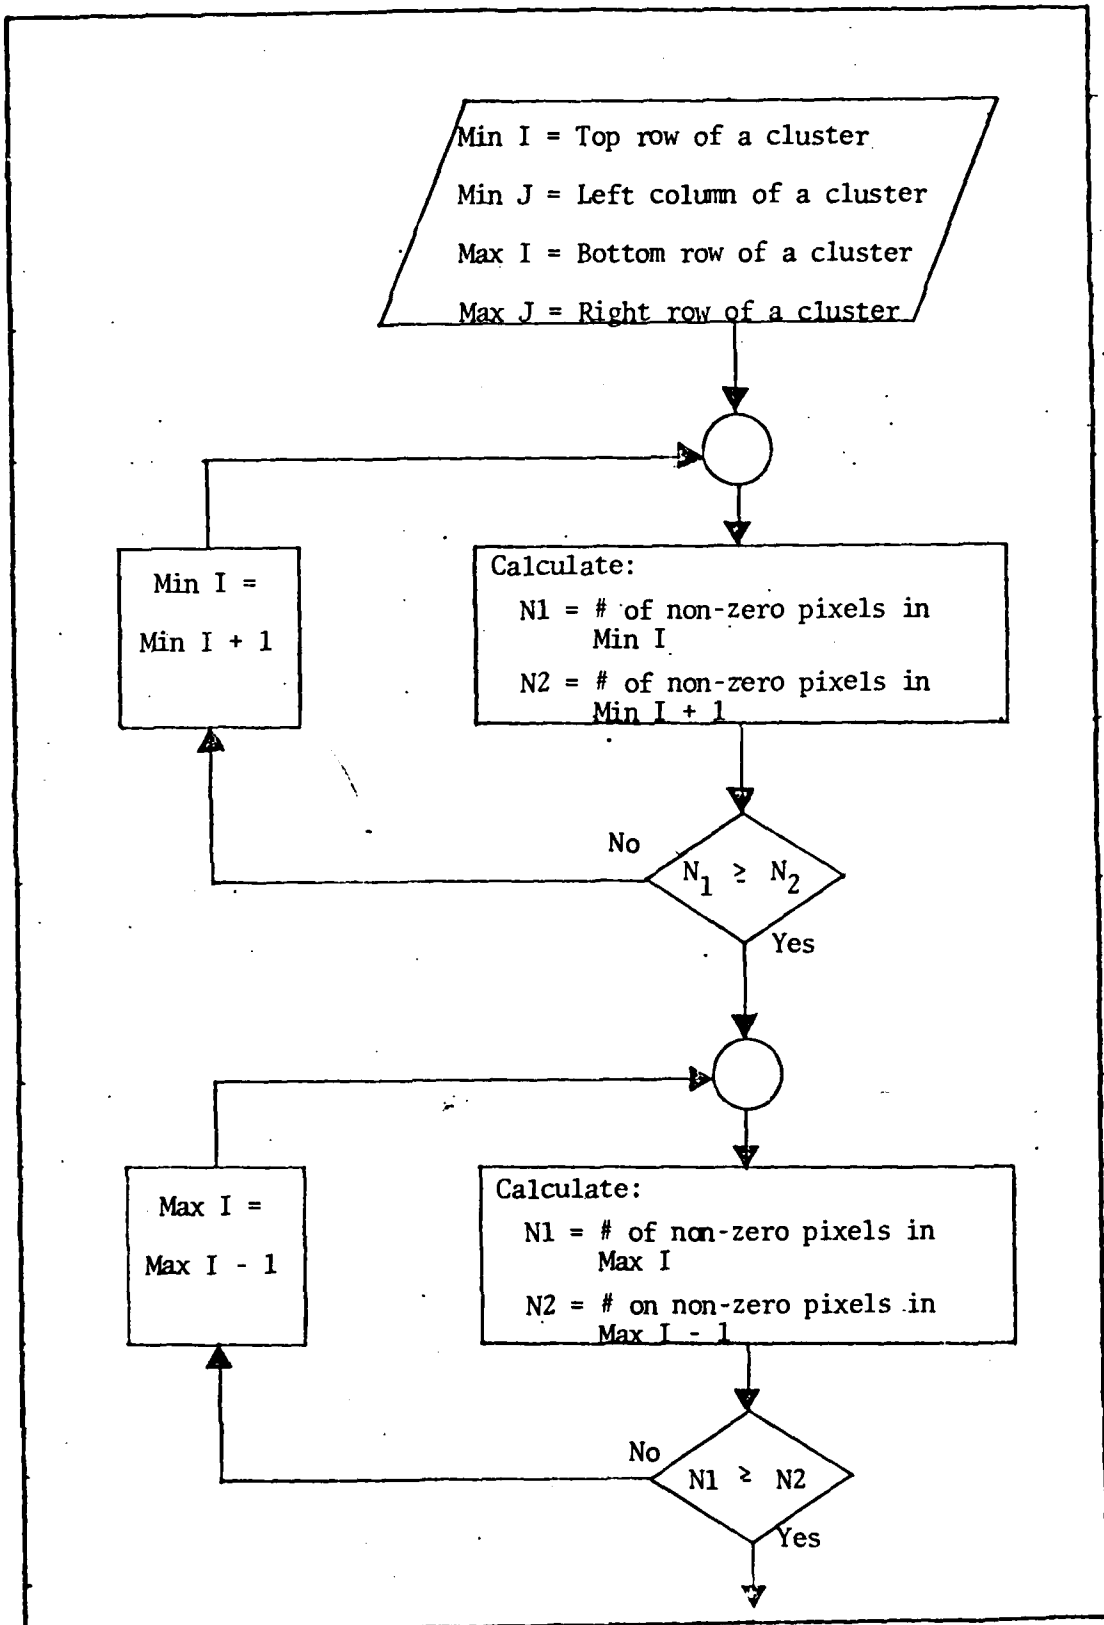 Min I = Top row of a cluster
Min J = Left column of a cluster
Max I = Bottom row of a cluster
Max J = Right row of a cluster
Min I =
Min I + 1
Calculate:
N1 = # of non-zero pixels in
Min I
N2 = # of non-zero pixels in
Min I + 1
No
N1 ≥ N2
Yes
Max I =
Max I - 1
Calculate:
N1 = # of non-zero pixels in
Max I
N2 = # on non-zero pixels in
Max I - 1
No
N1 ≥ N2
Yes